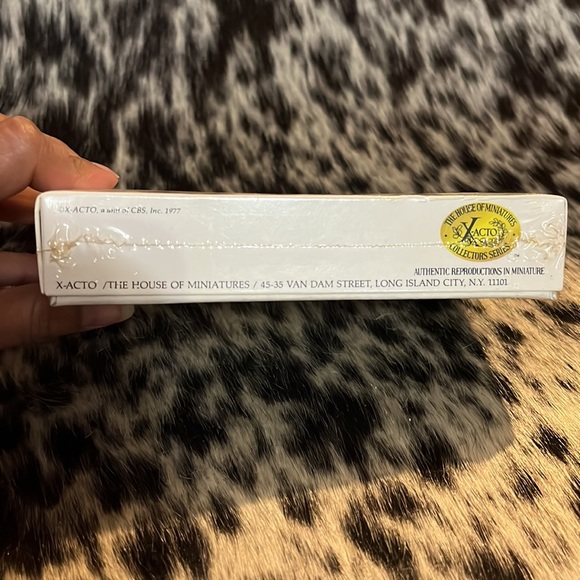 ©X-ACTO, a unit of CBS, Inc. 1977
THE HOUSE OF MINIATURES
X-ACTO
COLLECTORS SERIES
AUTHENTIC REPRODUCTIONS IN MINIATURE
X-ACTO /THE HOUSE OF MINIATURES / 45-35 VAN DAM STREET, LONG ISLAND CITY, N.Y. 11101